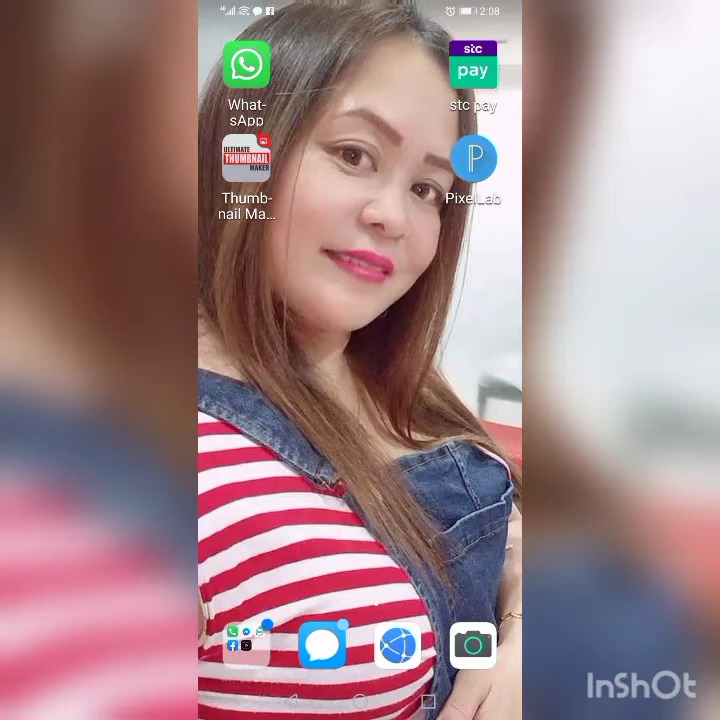 2:08
What-
sApp
stc
pay
stc pay
ULTIMATE
THUMBNAIL
MAKER
Thumb-
nail Ma...
P
PixelLab
InShOt